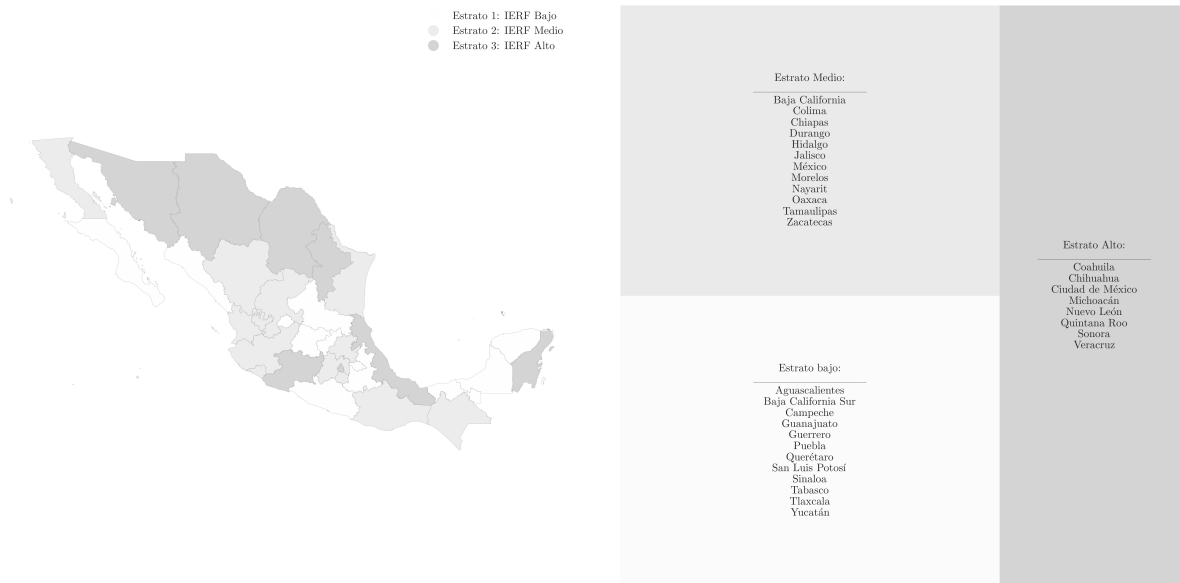 Estrato 1: IERF Bajo
Estrato 2: IERF Medio
Estrato 3: IERF Alto
Estrato Medio:
Baja California
Colima
Chiapas
Durango
Hidalgo
Jalisco
México
Morelos
Nayarit
Oaxaca
Tamaulipas
Zacatecas
Estrato bajo:
Aguascalientes
Baja California Sur
Campeche
Guanajuato
Guerrero
Puebla
Querétaro
San Luis Potosí
Sinaloa
Tabasco
Tlaxcala
Yucatán
Estrato Alto:
Coahuila
Chihuahua
Ciudad de México
Michoacán
Nuevo León
Quintana Roo
Sonora
Veracruz